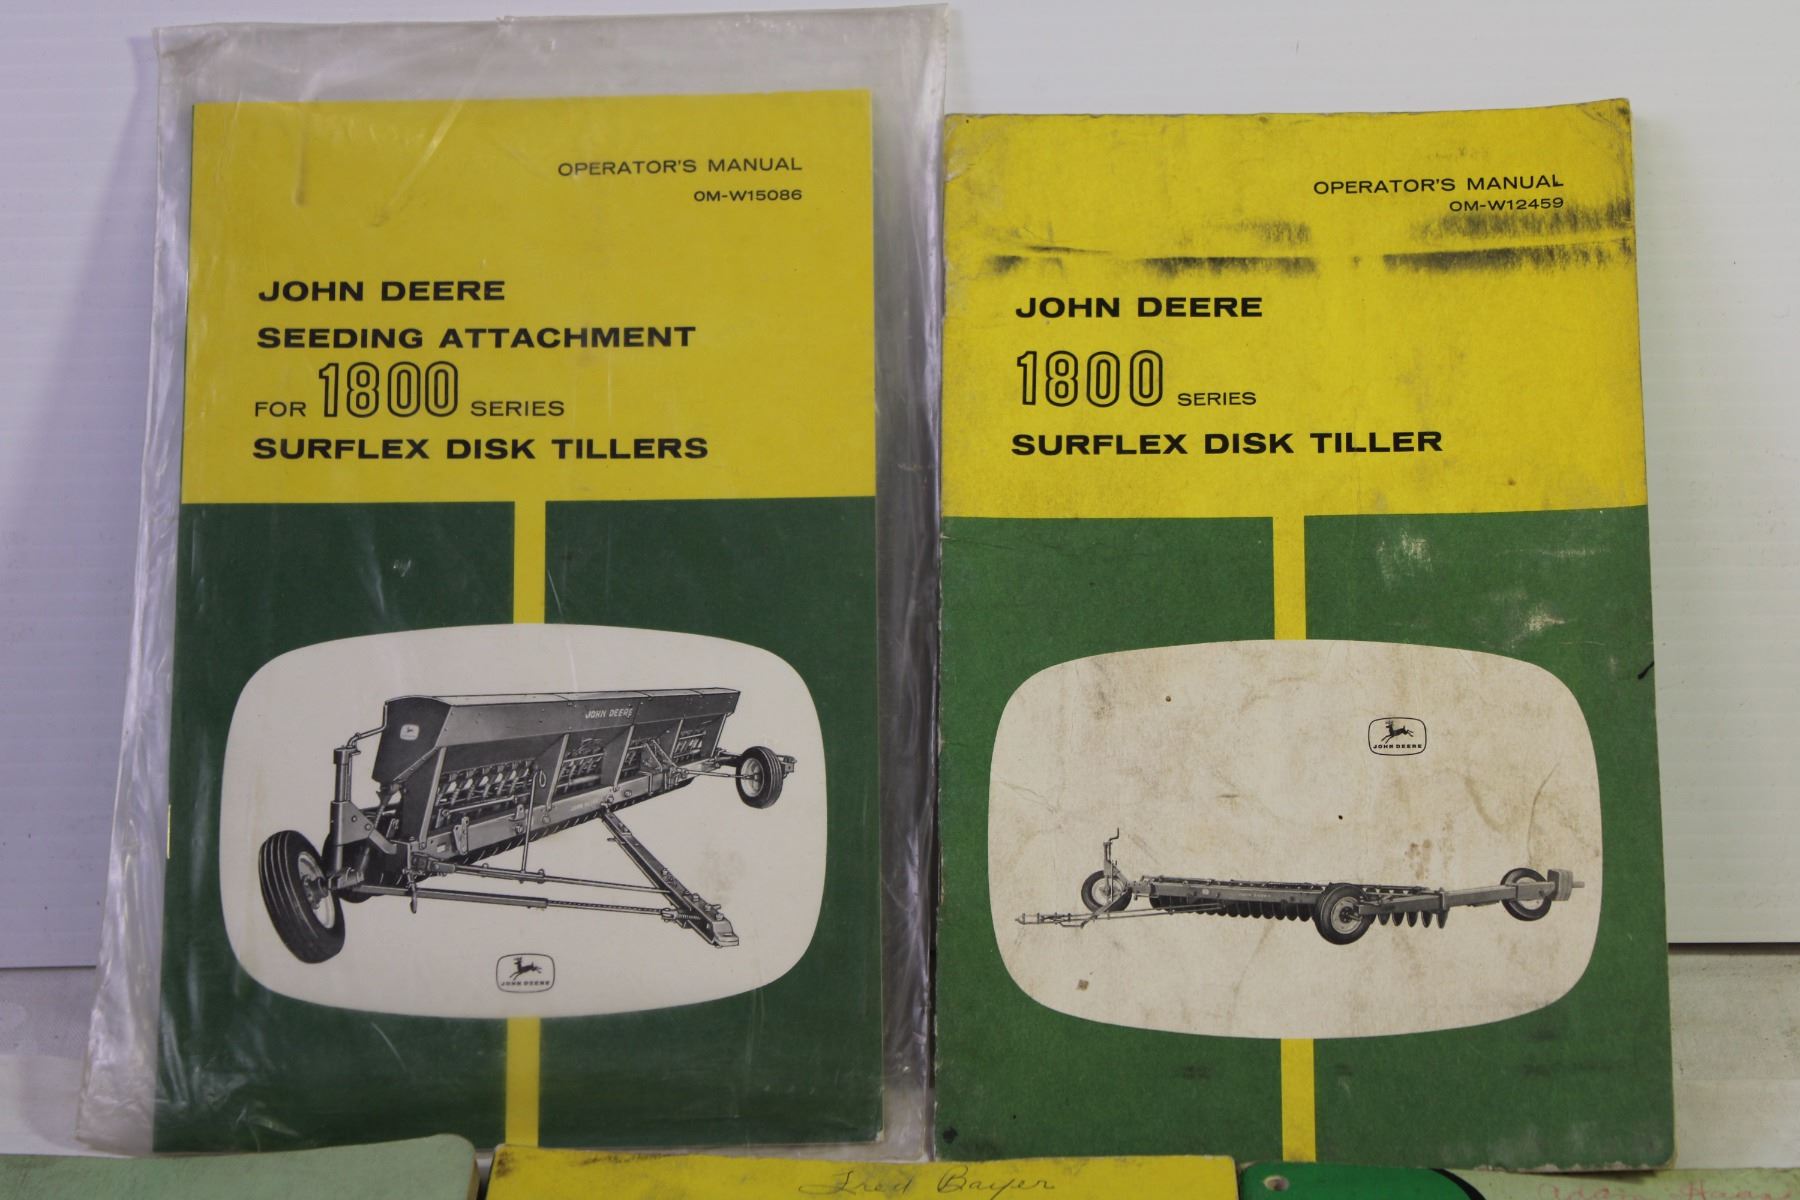 OPERATOR'S MANUAL
OM-W15086
JOHN DEERE
SEEDING ATTACHMENT
FOR 1800 SERIES
SURFLEX DISK TILLERS
JOHN DEERE
JOHN DEERE
OPERATOR'S MANUAL
OM-W12459
JOHN DEERE
1800 SERIES
SURFLEX DISK TILLER
JOHN DEERE
Fred Bayer